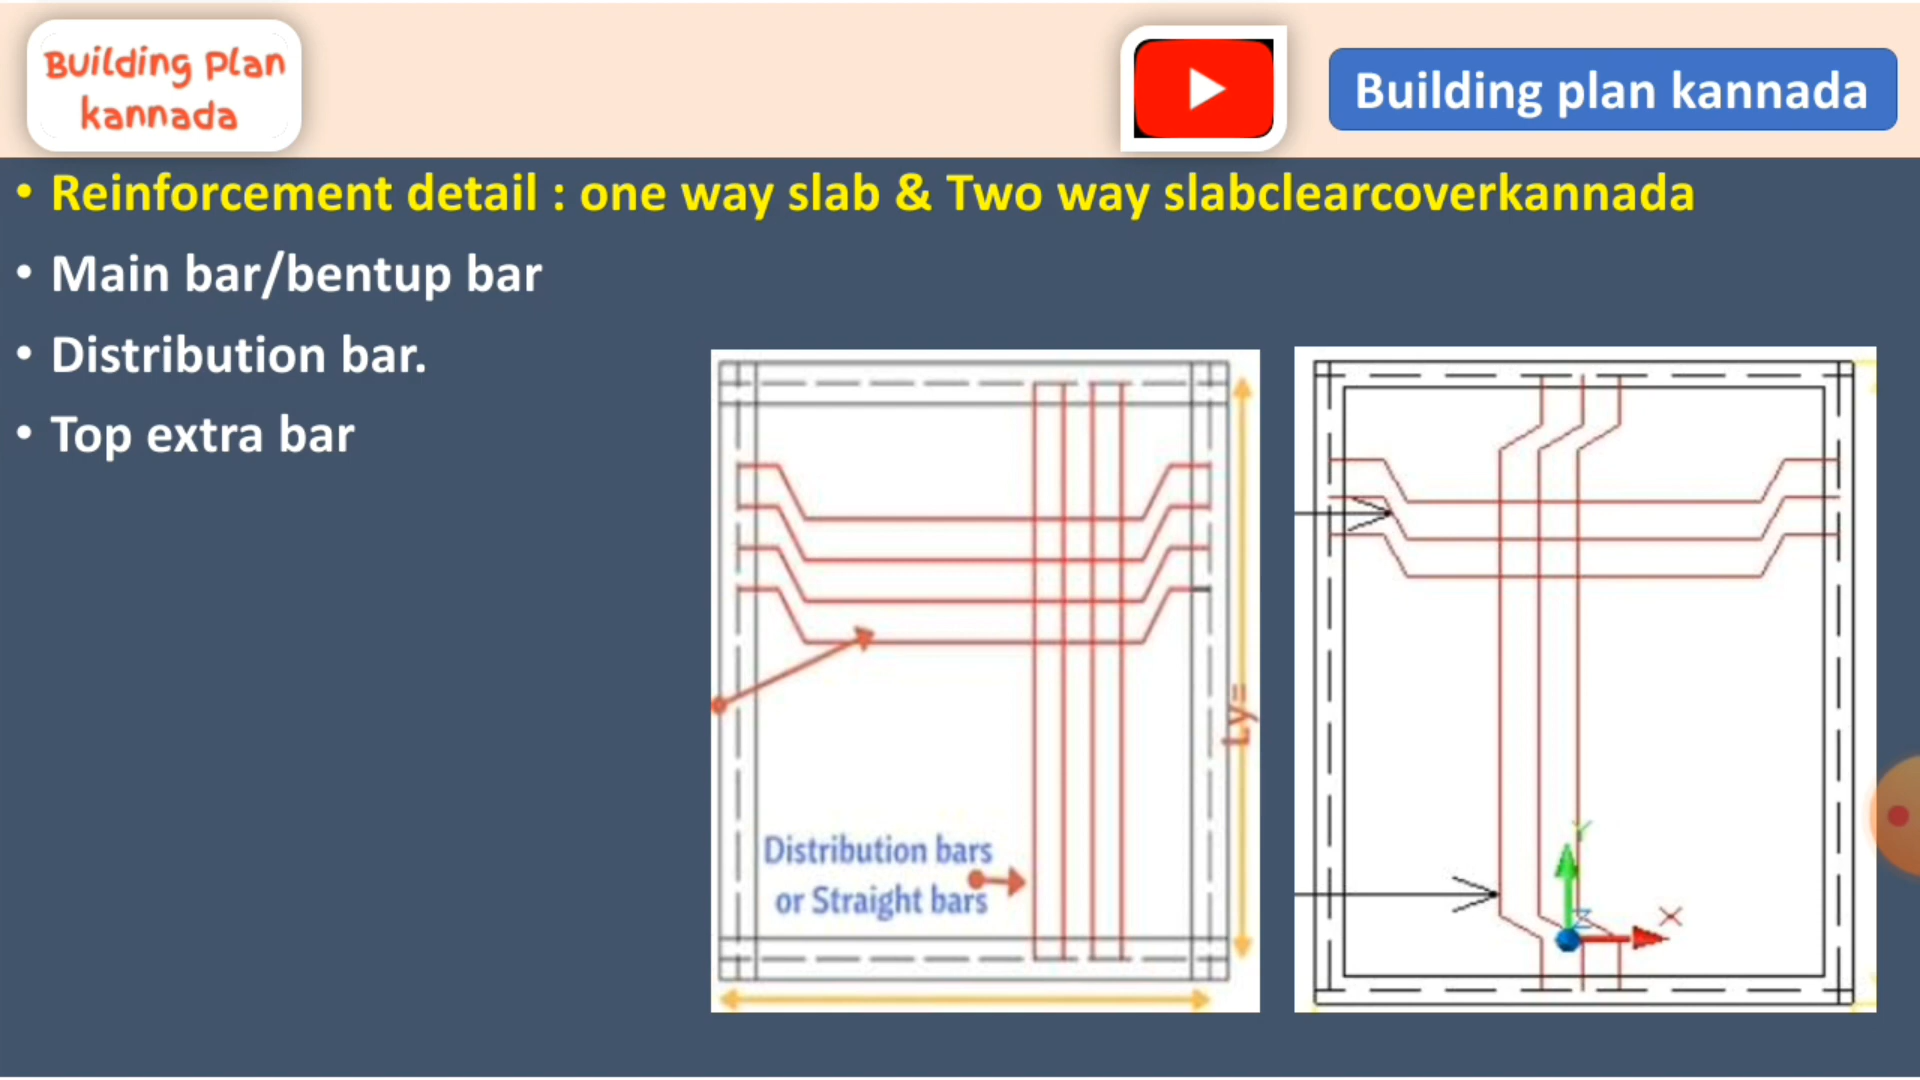 Building Plan
kannada
Building plan kannada
• Reinforcement detail : one way slab & Two way slabclearcoverkannada
• Main bar/bentup bar
• Distribution bar.
• Top extra bar
Ly=
Distribution bars
or Straight bars
Y
Z
X